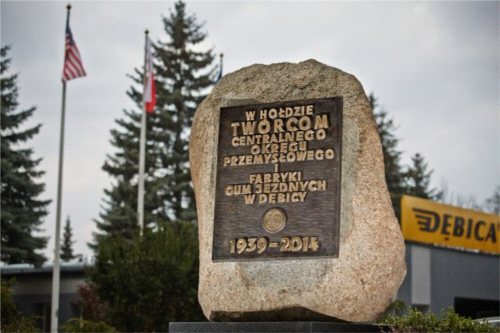 W HOŁDZIE
TWÓRCOM
CENTRALNEGO
OKRĘGU
PRZEMYSŁOWEGO
I
FABRYKI
GUM JEZDNYCH
W DĘBICY
1939-2014
DEBICA